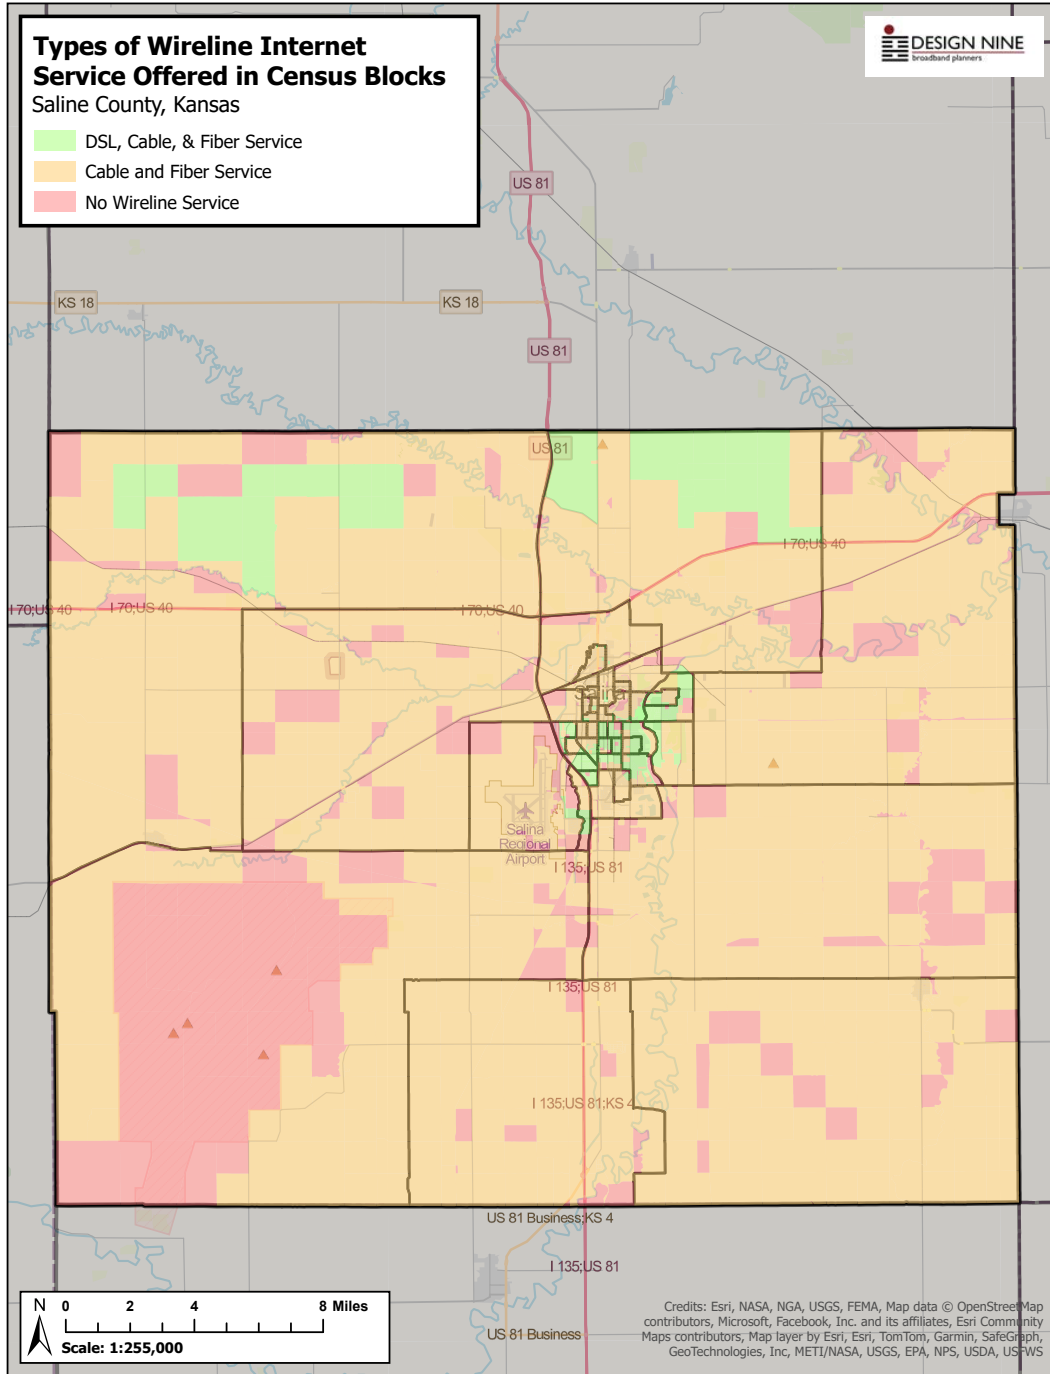 Types of Wireline Internet
Service Offered in Census Blocks
Saline County, Kansas
DSL, Cable, & Fiber Service
Cable and Fiber Service
No Wireline Service
DESIGN NINE
broadband planners
US 81
KS 18
KS 18
US 81
US 81
I 70;US 40
I 70;US 40
I 70;US 40
I 70;US 40
Salina
Salina
Regional
Airport
I 135;US 81
I 135;US 81
I 135;US 81;KS 4
US 81 Business;KS 4
I 135;US 81
US 81 Business
N
0 2 4 8 Miles
Scale: 1:255,000
Credits: Esri, NASA, NGA, USGS, FEMA, Map data © OpenStreetMap
contributors, Microsoft, Facebook, Inc. and its affiliates, Esri Community
Maps contributors, Map layer by Esri, Esri, TomTom, Garmin, SafeGraph,
GeoTechnologies, Inc, METI/NASA, USGS, EPA, NPS, USDA, USFWS